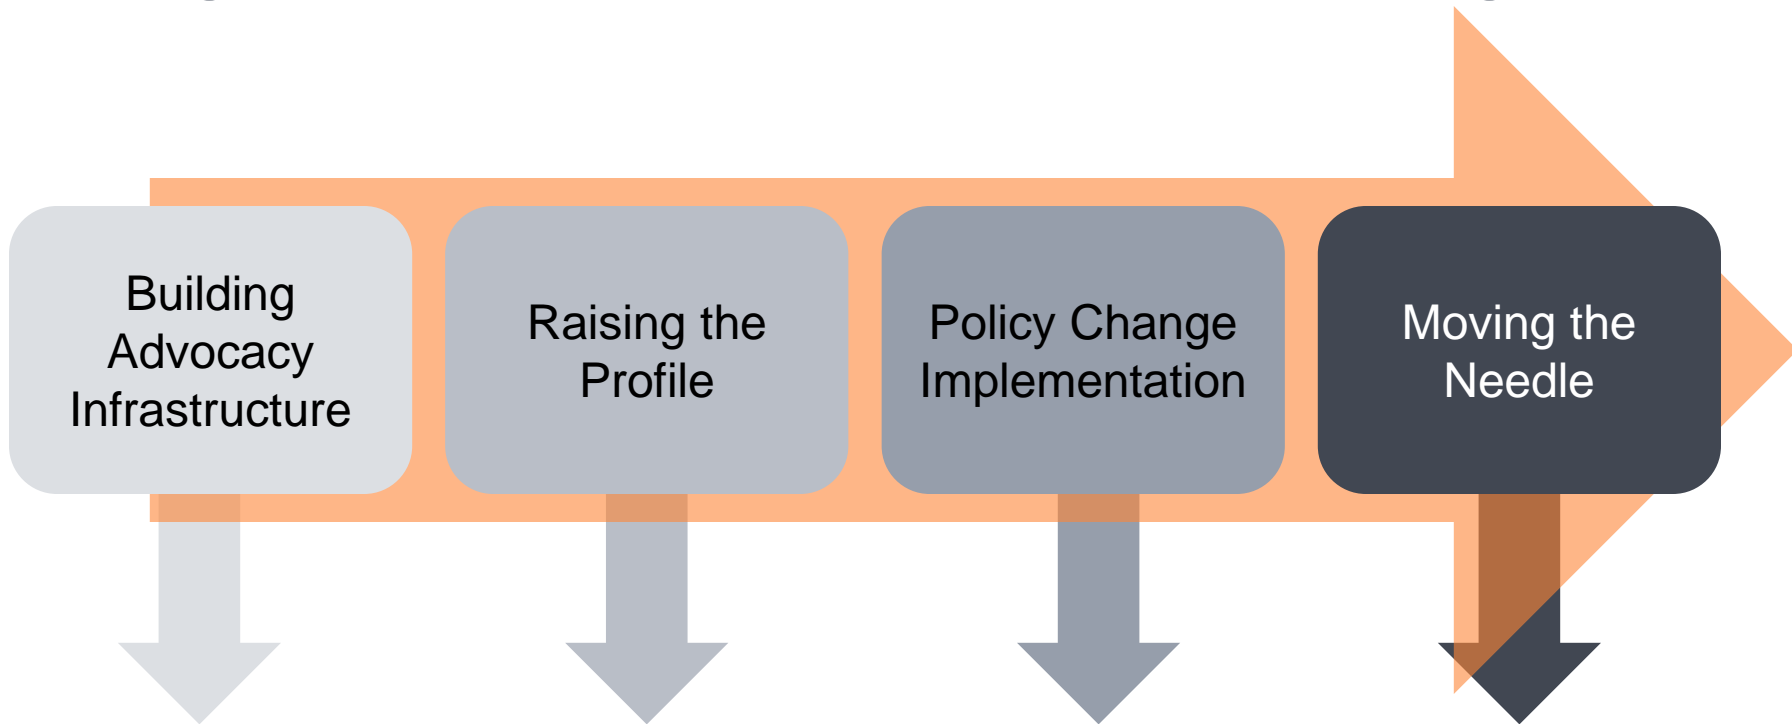 Building
Advocacy
Infrastructure
Raising the
Profile
Policy Change
Implementation
Moving the
Needle